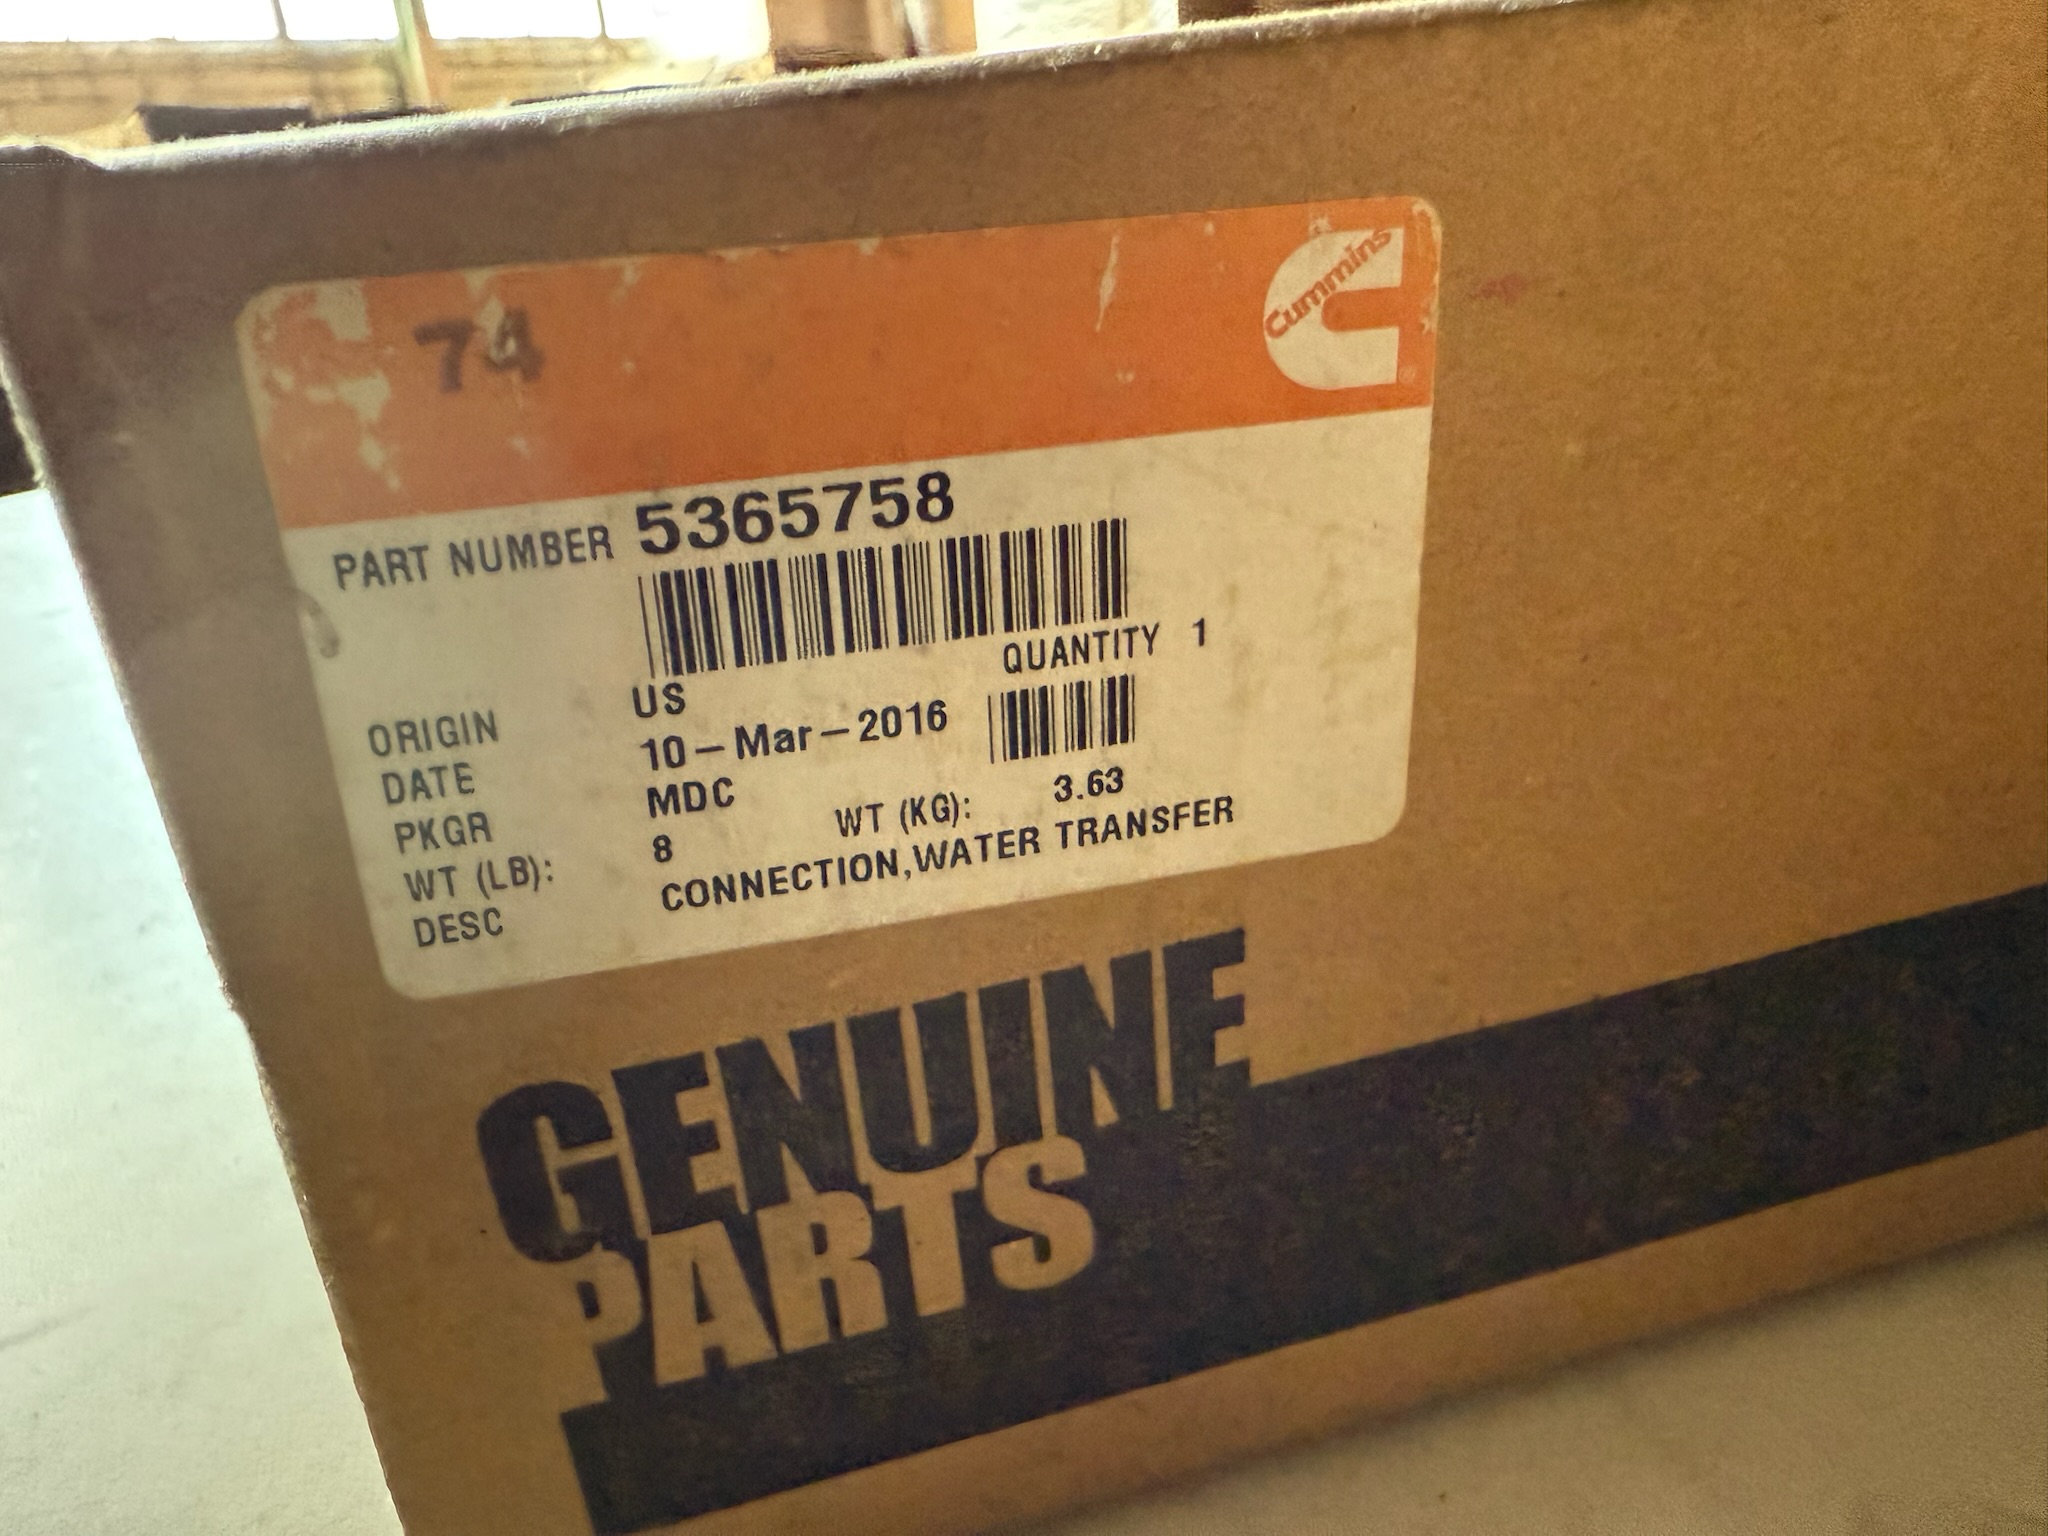 74
Cummins
®
PART NUMBER 5365758
QUANTITY 1
ORIGIN US
DATE 10-Mar-2016
PKGR MDC
WT (LB): 8 WT (KG): 3.63
DESC CONNECTION,WATER TRANSFER
GENUINE
PARTS